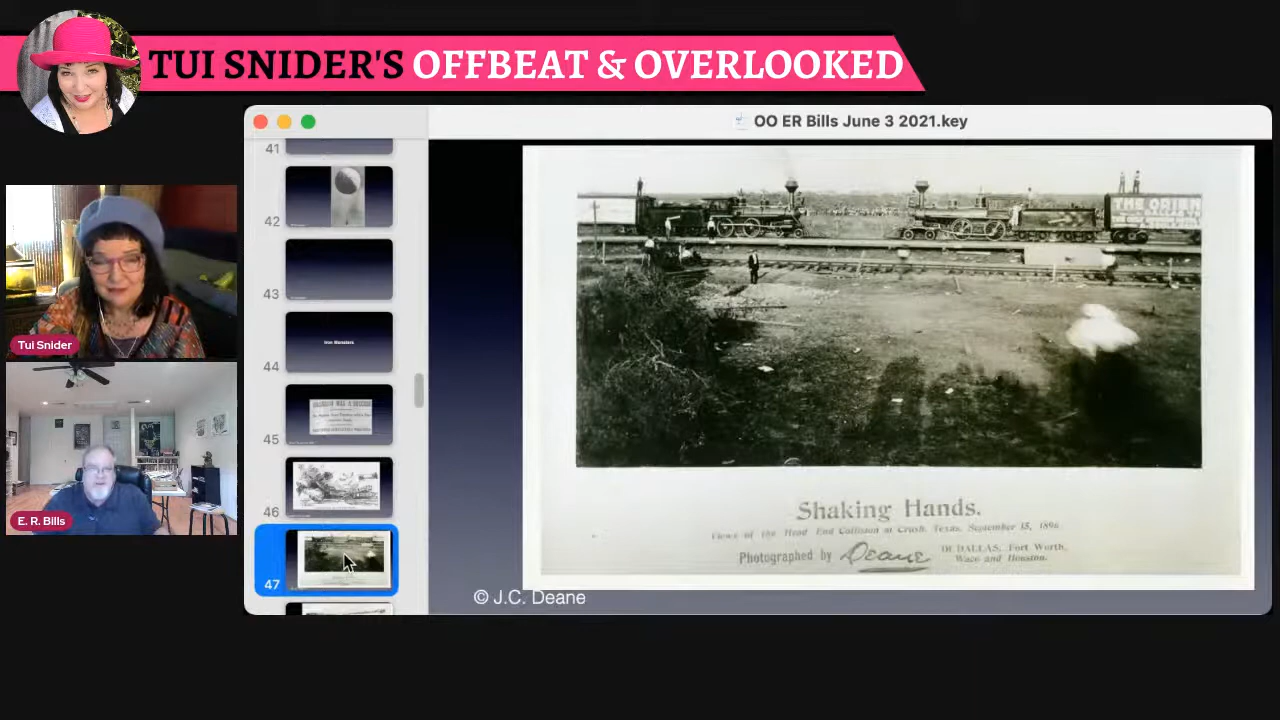 TUI SNIDER'S OFFBEAT & OVERLOOKED
OO ER Bills June 3 2021.key
41
42
43
44
45
46
47
Tui Snider
E. R. Bills
THE ORIEN
Shaking Hands.
Views of the Head End Collision at Crush, Texas, September 15, 1896
Photographed by Deane OF DALLAS, Fort Worth,
Waco and Houston.
© J.C. Deane